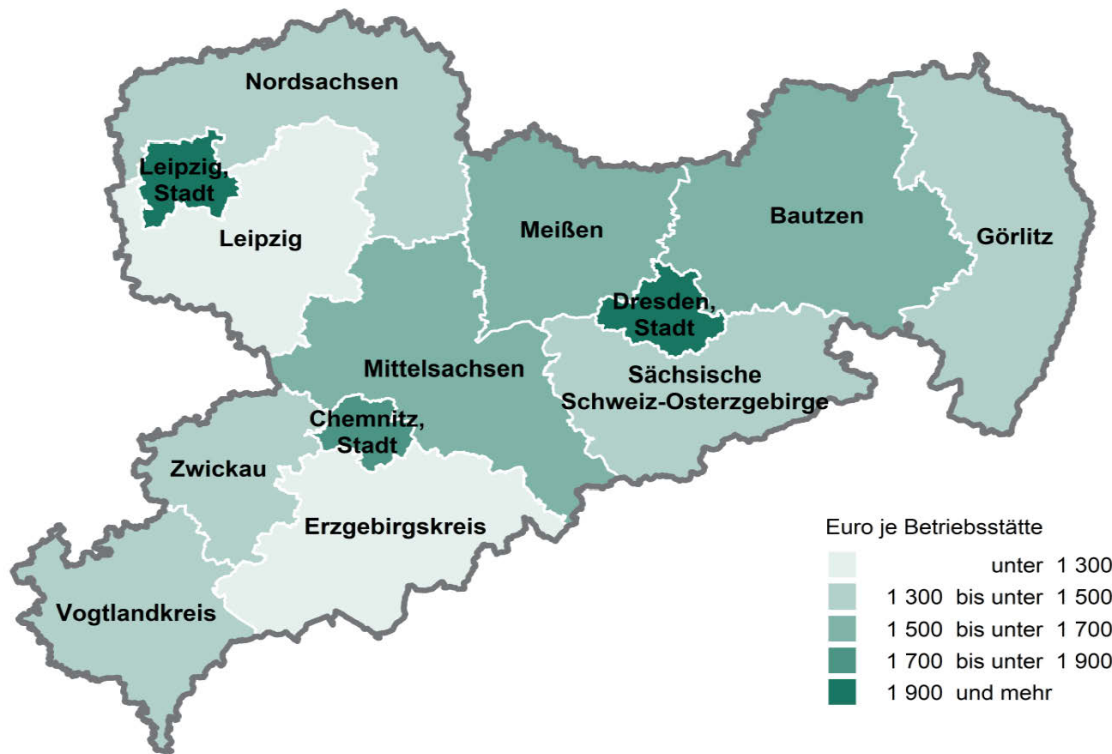 Nordsachsen
Leipzig,
Stadt
Leipzig
Meißen
Bautzen
Görlitz
Dresden,
Stadt
Mittelsachsen
Sächsische
Schweiz-Osterzgebirge
Chemnitz,
Stadt
Zwickau
Erzgebirgskreis
Vogtlandkreis
Euro je Betriebsstätte
unter 1 300
1 300 bis unter 1 500
1 500 bis unter 1 700
1 700 bis unter 1 900
1 900 und mehr